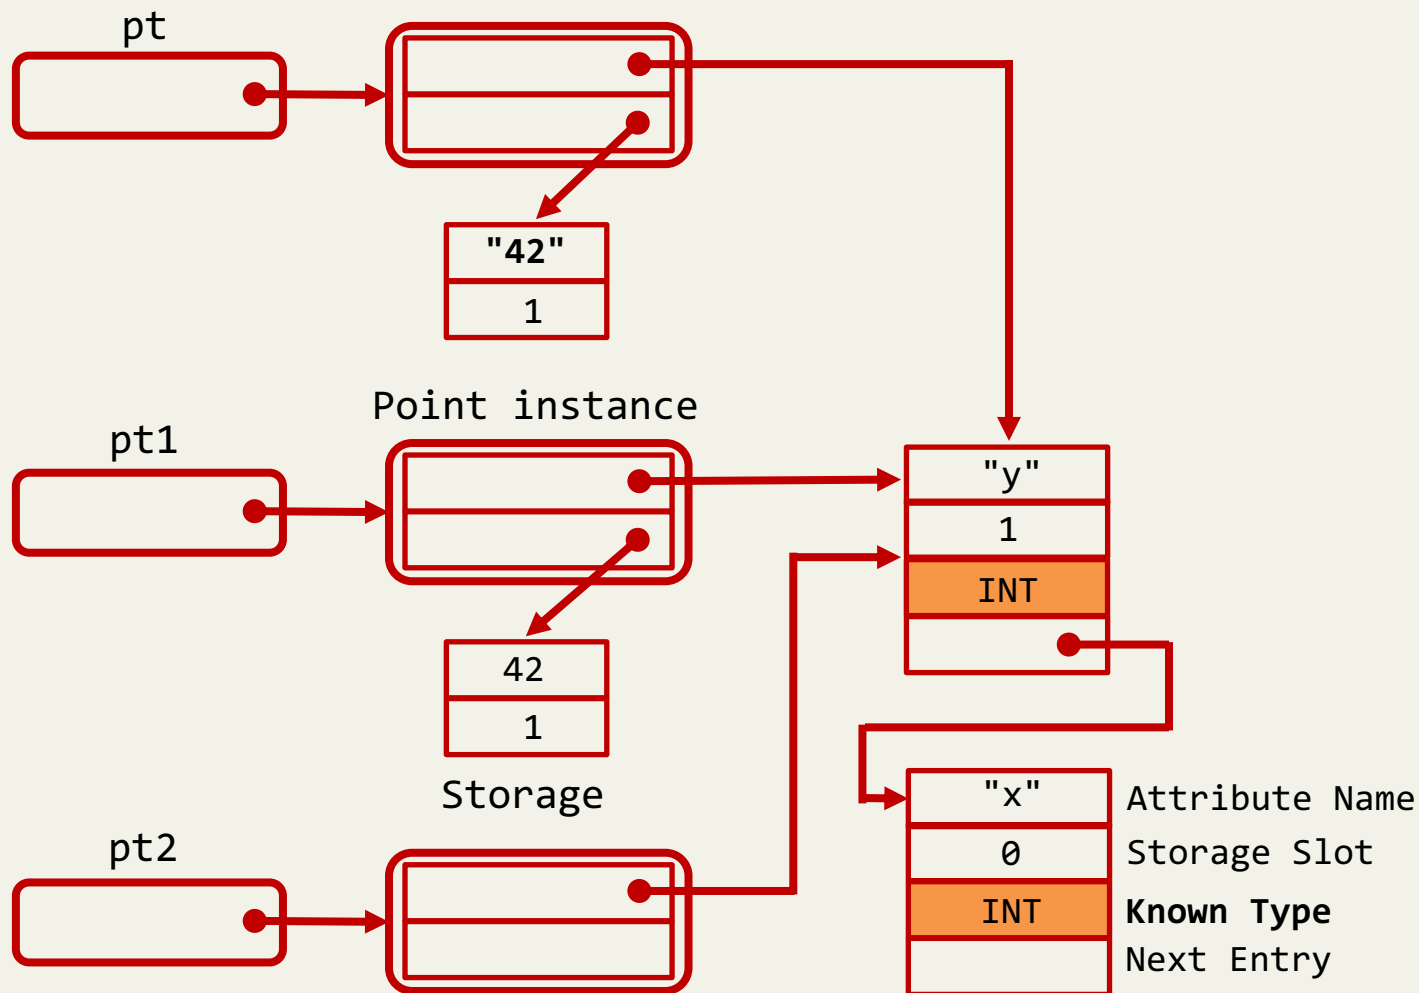 pt
"42"
1
Point instance
pt1
"y"
1
INT
42
1
Storage
"x" Attribute Name
pt2
0 Storage Slot
INT Known Type
Next Entry